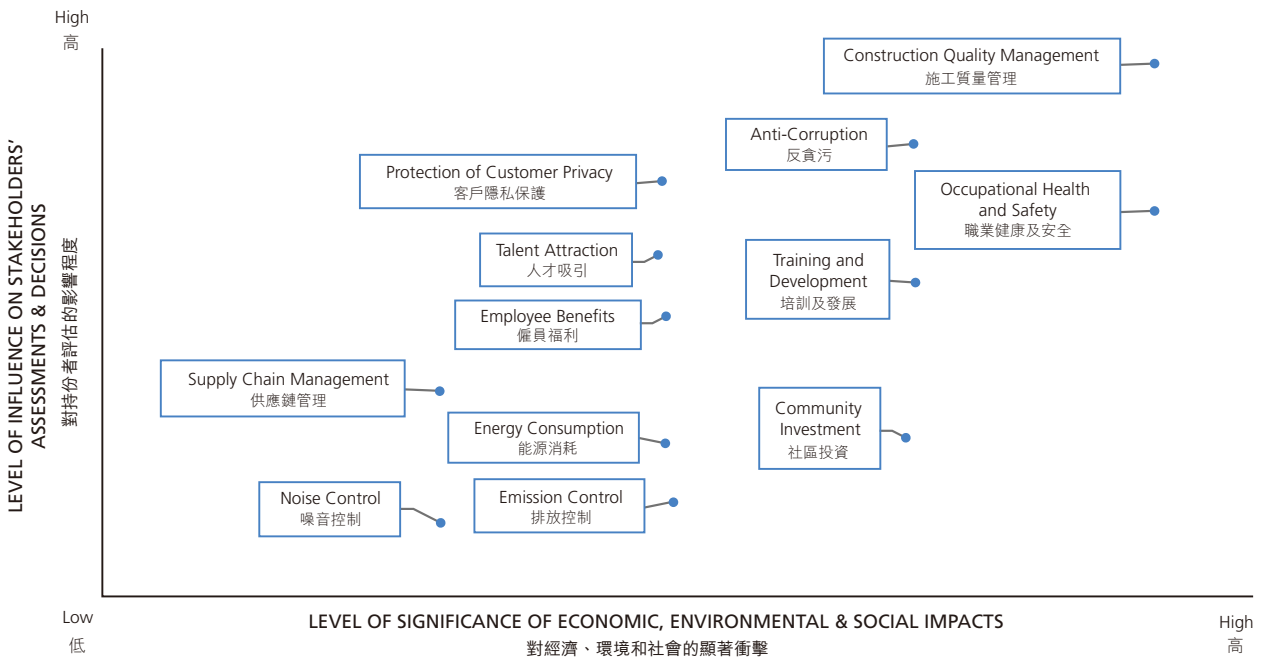 High
高
LEVEL OF INFLUENCE ON STAKEHOLDERS'
ASSESSMENTS & DECISIONS
對持份者評估的影響程度
Construction Quality Management
施工質量管理
Anti-Corruption
反貪污
Protection of Customer Privacy
客戶隱私保護
Occupational Health
and Safety
職業健康及安全
Talent Attraction
人才吸引
Training and
Development
培訓及發展
Employee Benefits
僱員福利
Supply Chain Management
供應鏈管理
Community
Investment
社區投資
Energy Consumption
能源消耗
Noise Control
噪音控制
Emission Control
排放控制
Low
低
LEVEL OF SIGNIFICANCE OF ECONOMIC, ENVIRONMENTAL & SOCIAL IMPACTS
對經濟、環境和社會的顯著衝擊
High
高